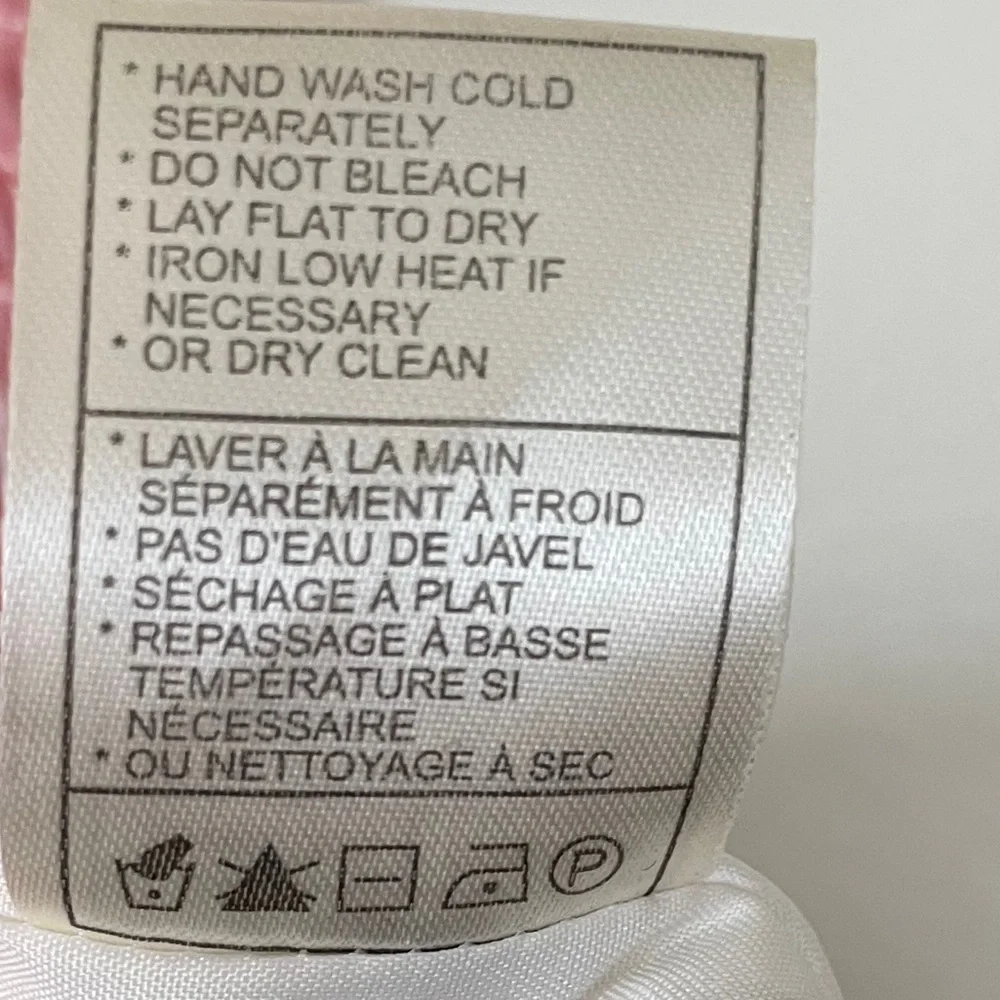 * HAND WASH COLD
SEPARATELY
* DO NOT BLEACH
* LAY FLAT TO DRY
* IRON LOW HEAT IF
NECESSARY
* OR DRY CLEAN
* LAVER À LA MAIN
SÉPARÉMENT À FROID
* PAS D'EAU DE JAVEL
* SÉCHAGE À PLAT
* REPASSAGE À BASSE
TEMPÉRATURE SI
NÉCESSAIRE
* OU NETTOYAGE À SEC
P